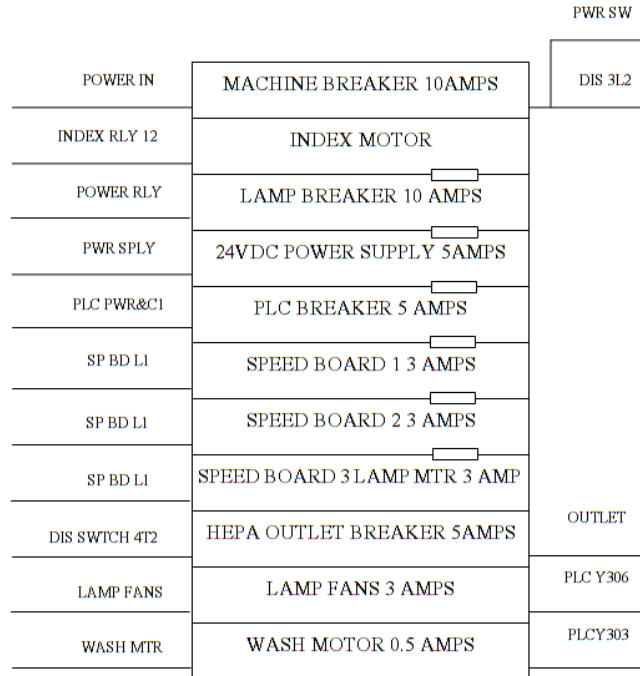 PWR SW
POWER IN MACHINE BREAKER 10AMPS DIS 3L2
INDEX RLY 12 INDEX MOTOR
POWER RLY LAMP BREAKER 10 AMPS
PWR SPLY 24VDC POWER SUPPLY 5AMPS
PLC PWR&C1 PLC BREAKER 5 AMPS
SP BD L1 SPEED BOARD 1 3 AMPS
SP BD L1 SPEED BOARD 2 3 AMPS
SP BD L1 SPEED BOARD 3 LAMP MTR 3 AMP
DIS SWTCH 4T2 HEPA OUTLET BREAKER 5AMPS OUTLET
LAMP FANS LAMP FANS 3 AMPS PLC Y306
WASH MTR WASH MOTOR 0.5 AMPS PLCY303